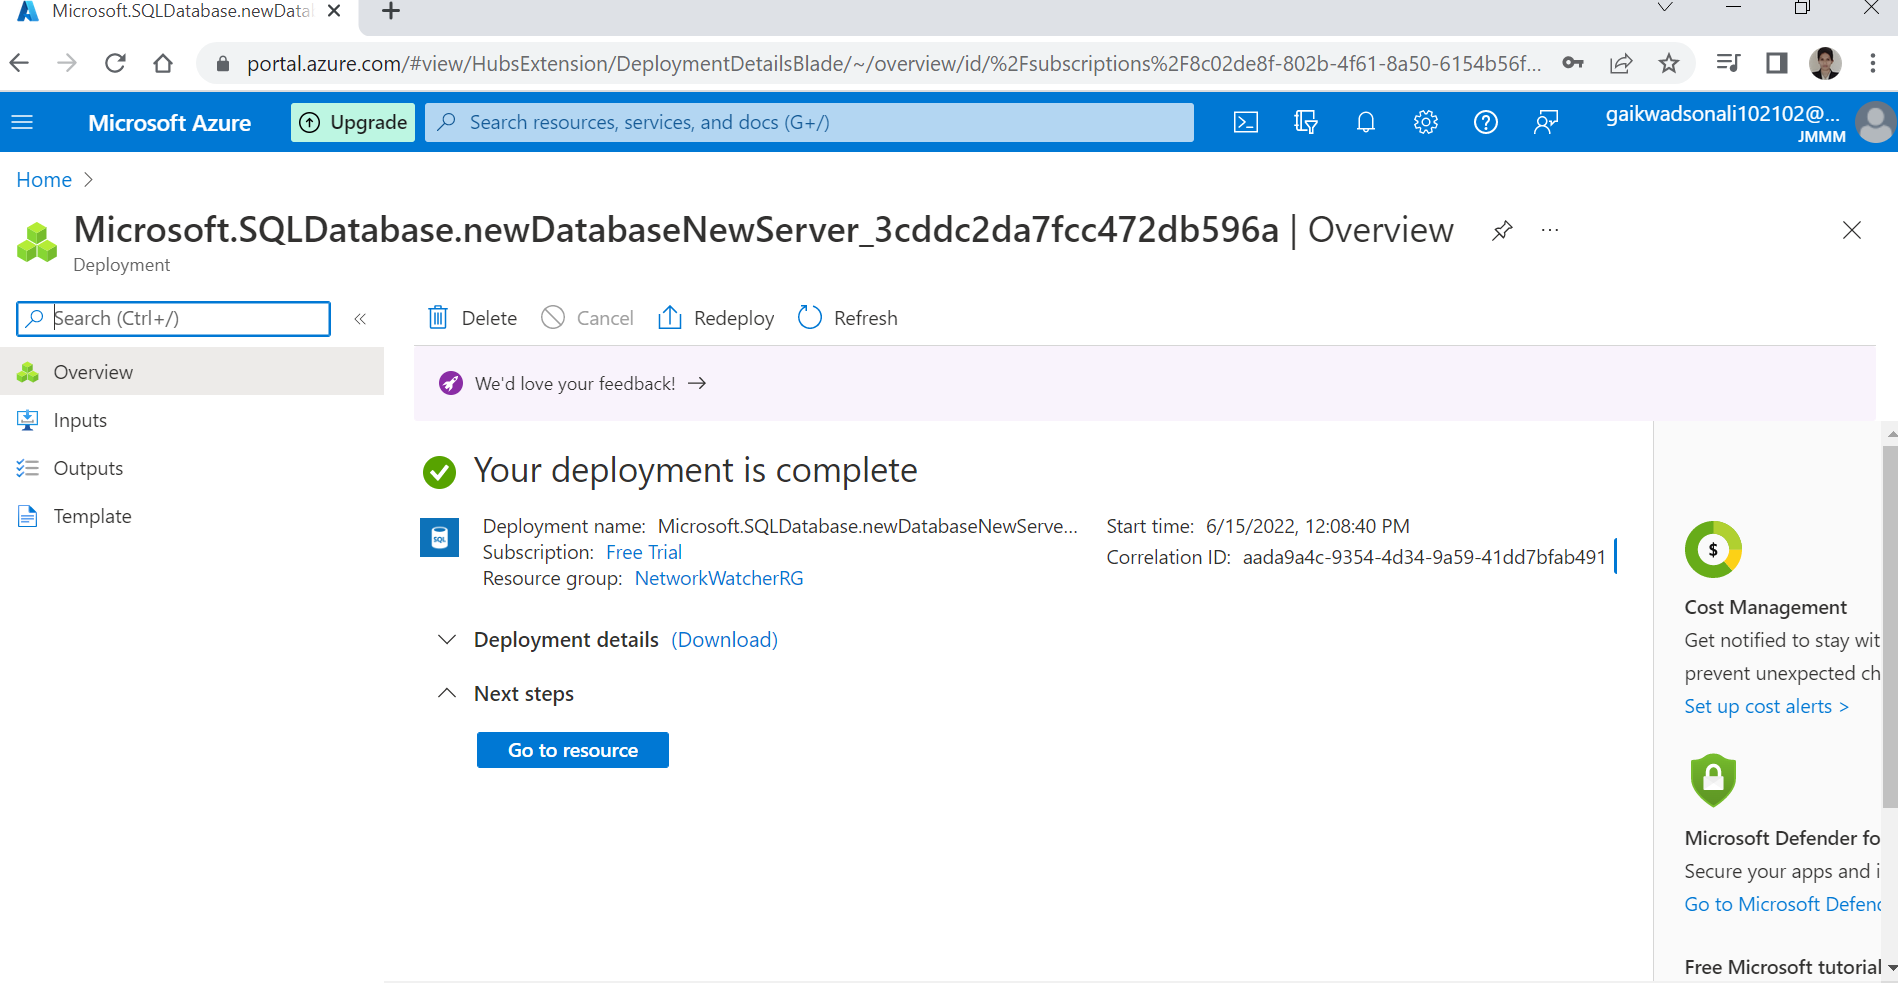 Microsoft.SQLDatabase.newData
portal.azure.com/#view/HubsExtension/DeploymentDetailsBlade/~/overview/id/%2Fsubscriptions%2F8c02de8f-802b-4f61-8a50-6154b56f...
Microsoft Azure
Upgrade
Search resources, services, and docs (G+/)
gaikwadsonali102102@...
JMMM
Home
Microsoft.SQLDatabase.newDatabaseNewServer_3cddc2da7fcc472db596a | Overview
Deployment
Search (Ctrl+/)
Delete
Cancel
Redeploy
Refresh
Overview
Inputs
Outputs
Template
We'd love your feedback!
Your deployment is complete
SQL
Deployment name: Microsoft.SQLDatabase.newDatabaseNewServe...
Subscription: Free Trial
Resource group: NetworkWatcherRG
Start time: 6/15/2022, 12:08:40 PM
Correlation ID: aada9a4c-9354-4d34-9a59-41dd7bfab491
Deployment details (Download)
Next steps
Go to resource
$
Cost Management
Get notified to stay wit
prevent unexpected ch
Set up cost alerts >
Microsoft Defender fo
Secure your apps and i
Go to Microsoft Defenc
Free Microsoft tutorial